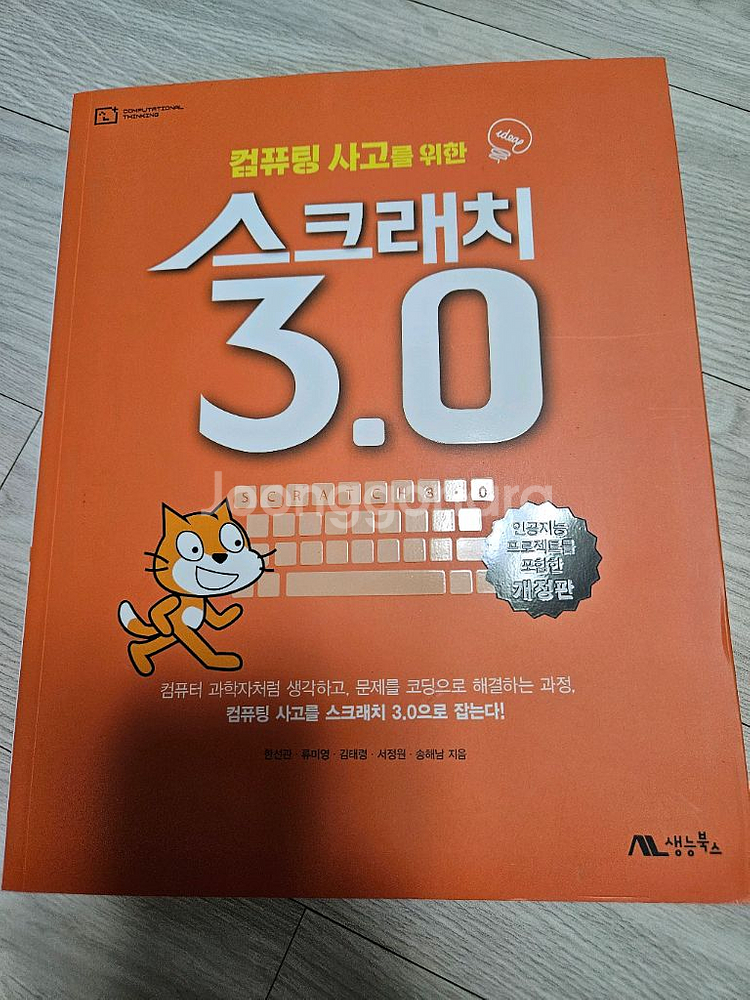 COMPUTATIONAL
THINKING
idea
컴퓨팅 사고를 위한
스크래치
3.0
Joonggonara
SCRATCH 3.0
인공지능
프로젝트를
포함한
개정판
컴퓨터 과학자처럼 생각하고, 문제를 코딩으로 해결하는 과정,
컴퓨팅 사고를 스크래치 3.0으로 잡는다!
한선관 · 류미영 · 김태령 · 서정원 · 송해남 지음
생능북스